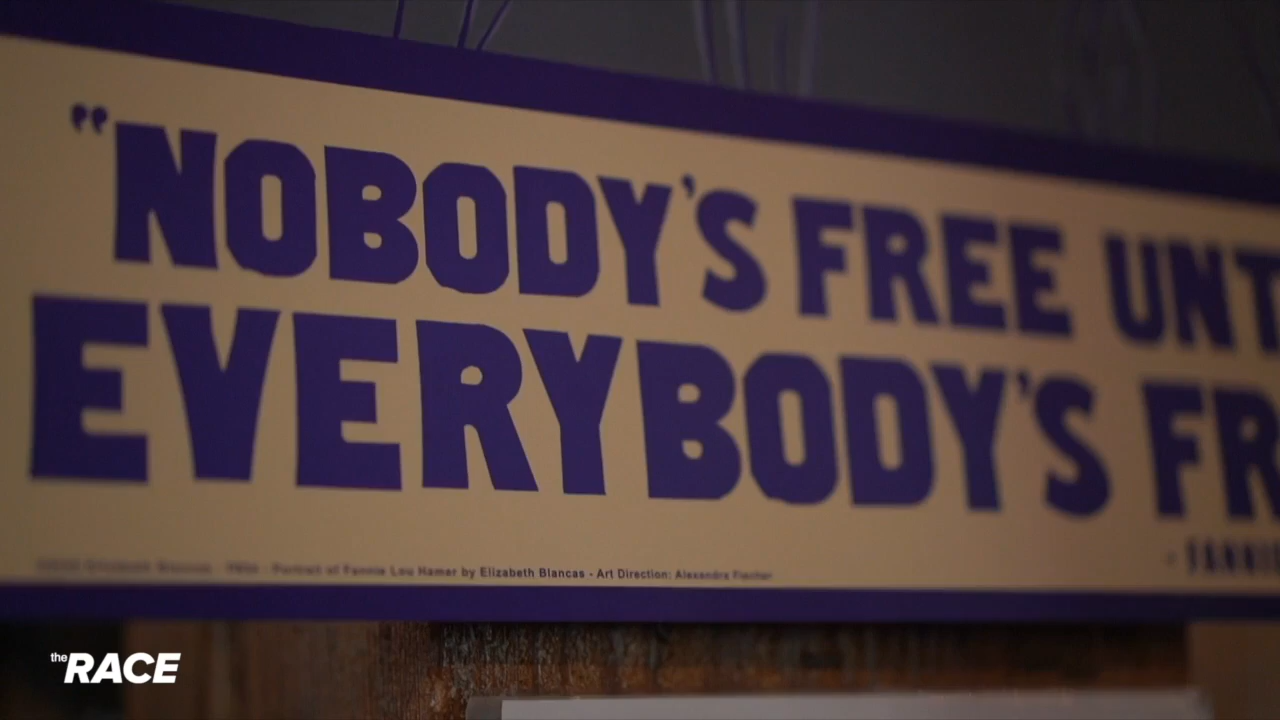 “NOBODY’S FREE UNT
EVERYBODY’S FR
- FANNI
Portrait of Fannie Lou Hamer by Elizabeth Blancas - Art Direction: Alexandra Fischer
the RACE